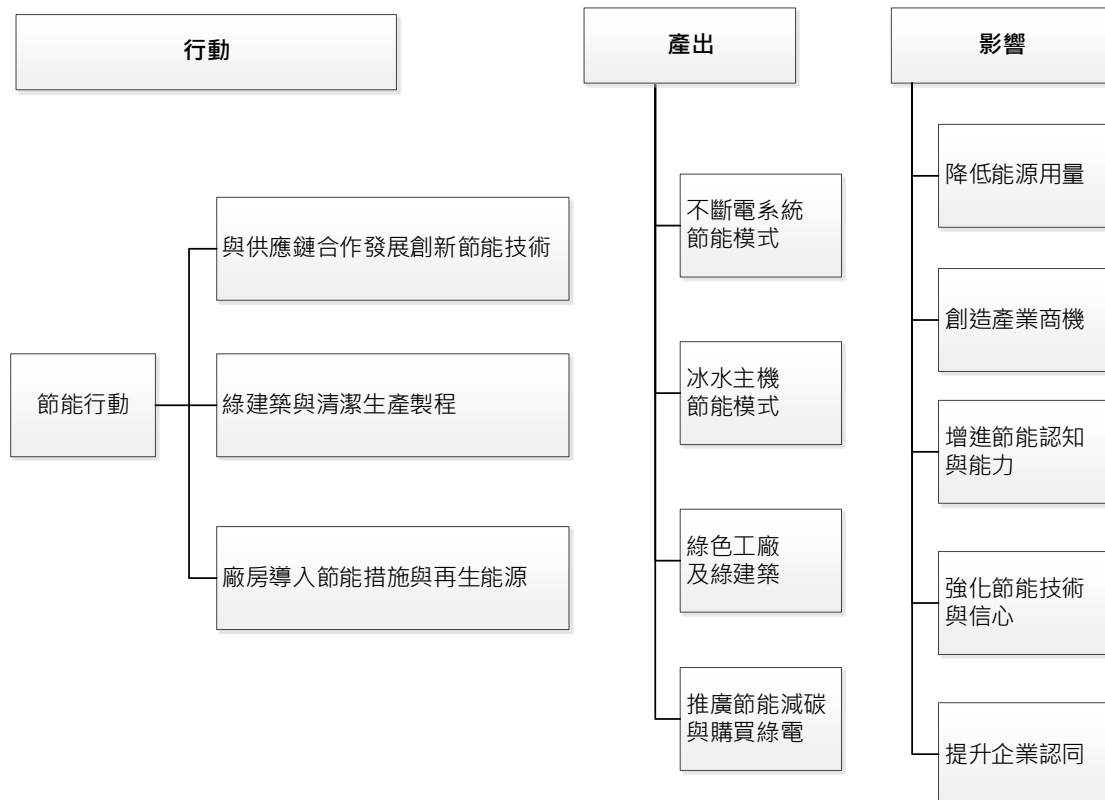 行動
節能行動
與供應鏈合作發展創新節能技術
綠建築與清潔生產製程
廠房導入節能措施與再生能源
產出
不斷電系統
節能模式
冰水主機
節能模式
綠色工廠
及綠建築
推廣節能減碳
與購買綠電
影響
降低能源用量
創造產業商機
增進節能認知
與能力
強化節能技術
與信心
提升企業認同